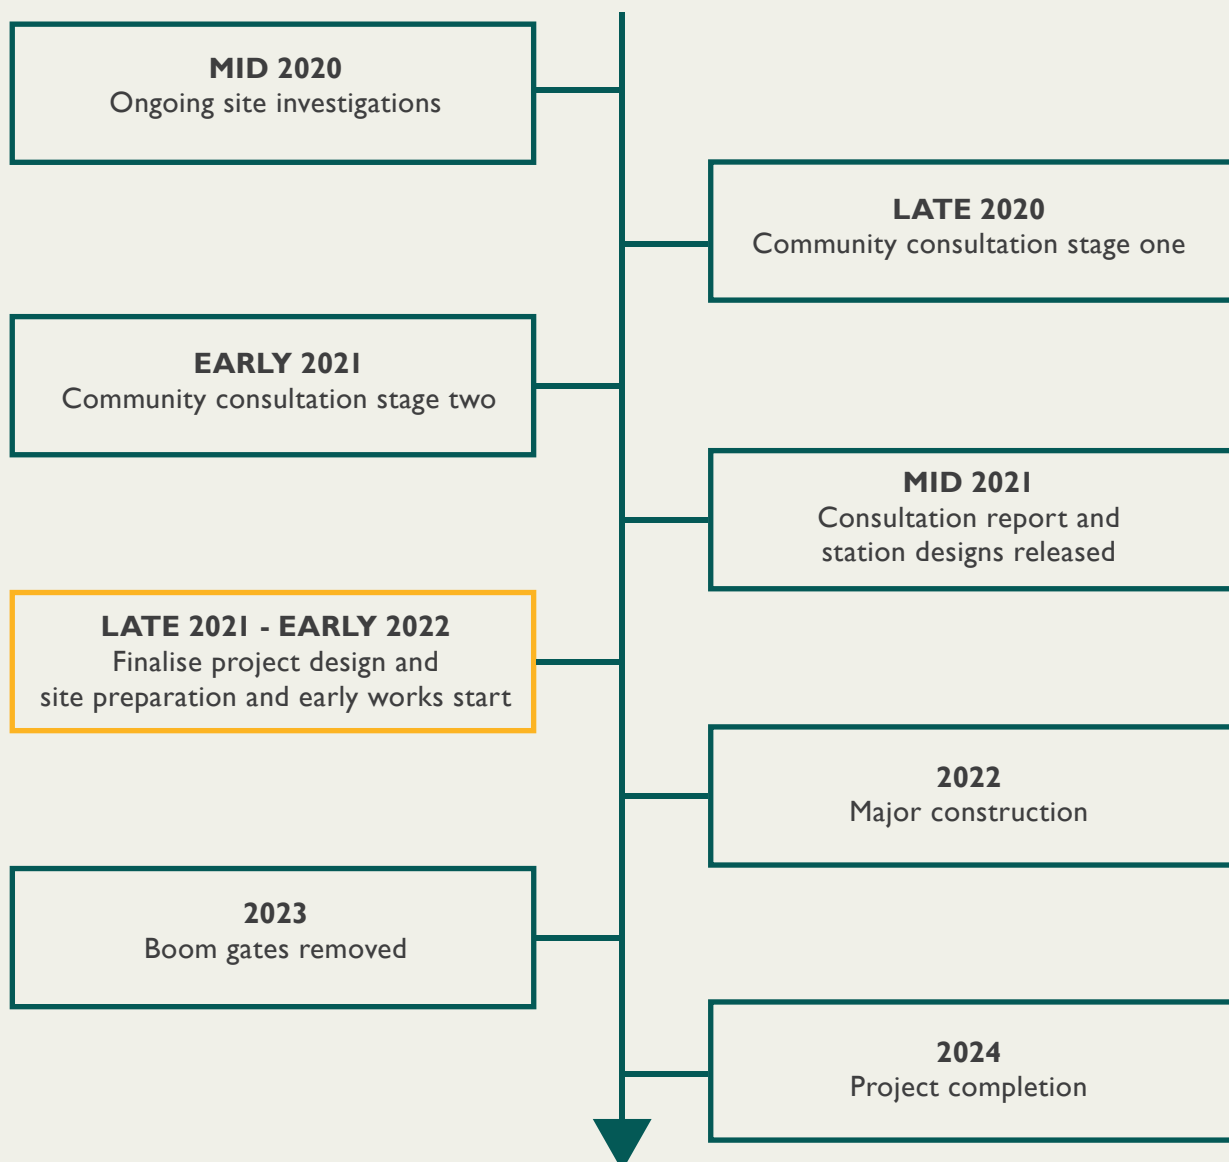 MID 2020
Ongoing site investigations
LATE 2020
Community consultation stage one
EARLY 2021
Community consultation stage two
MID 2021
Consultation report and
station designs released
LATE 2021 - EARLY 2022
Finalise project design and
site preparation and early works start
2022
Major construction
2023
Boom gates removed
2024
Project completion